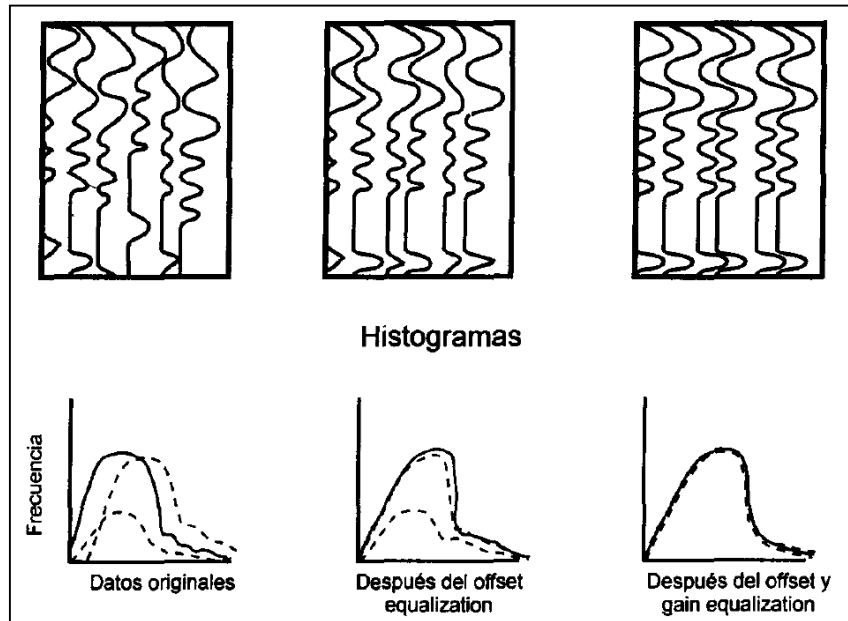 Histogramas
Frecuencia
Datos originales
Después del offset
equalization
Después del offset y
gain equalization